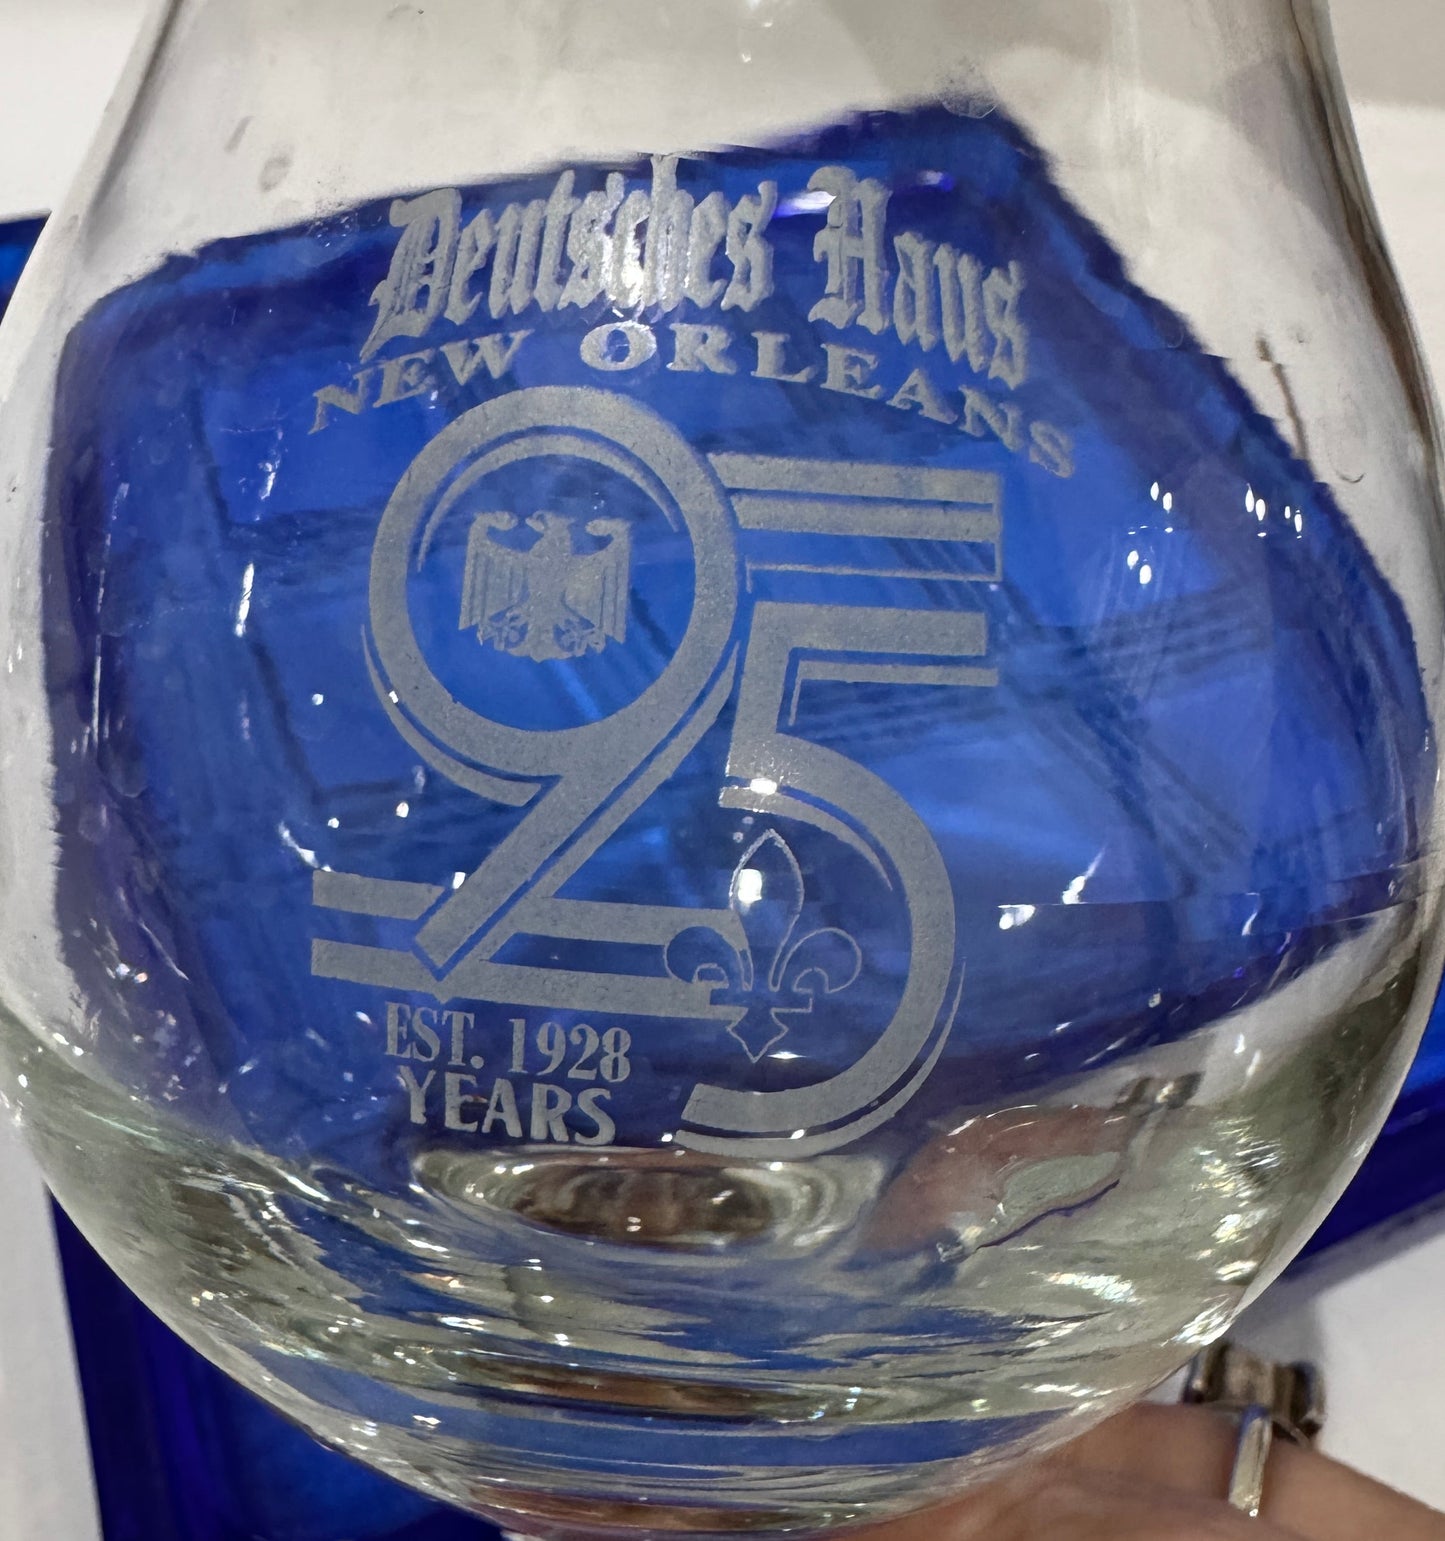 Deutsches Haus
NEW ORLEANS
95
EST. 1928
YEARS